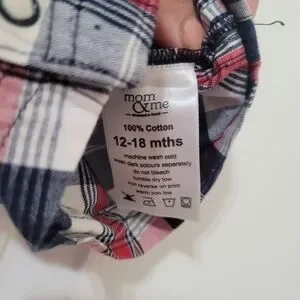 mom
&me
100% Cotton
12-18 mths
machine wash cold
wash dark colours separately
do not bleach
tumble dry low
iron reverse on print
warm iron low